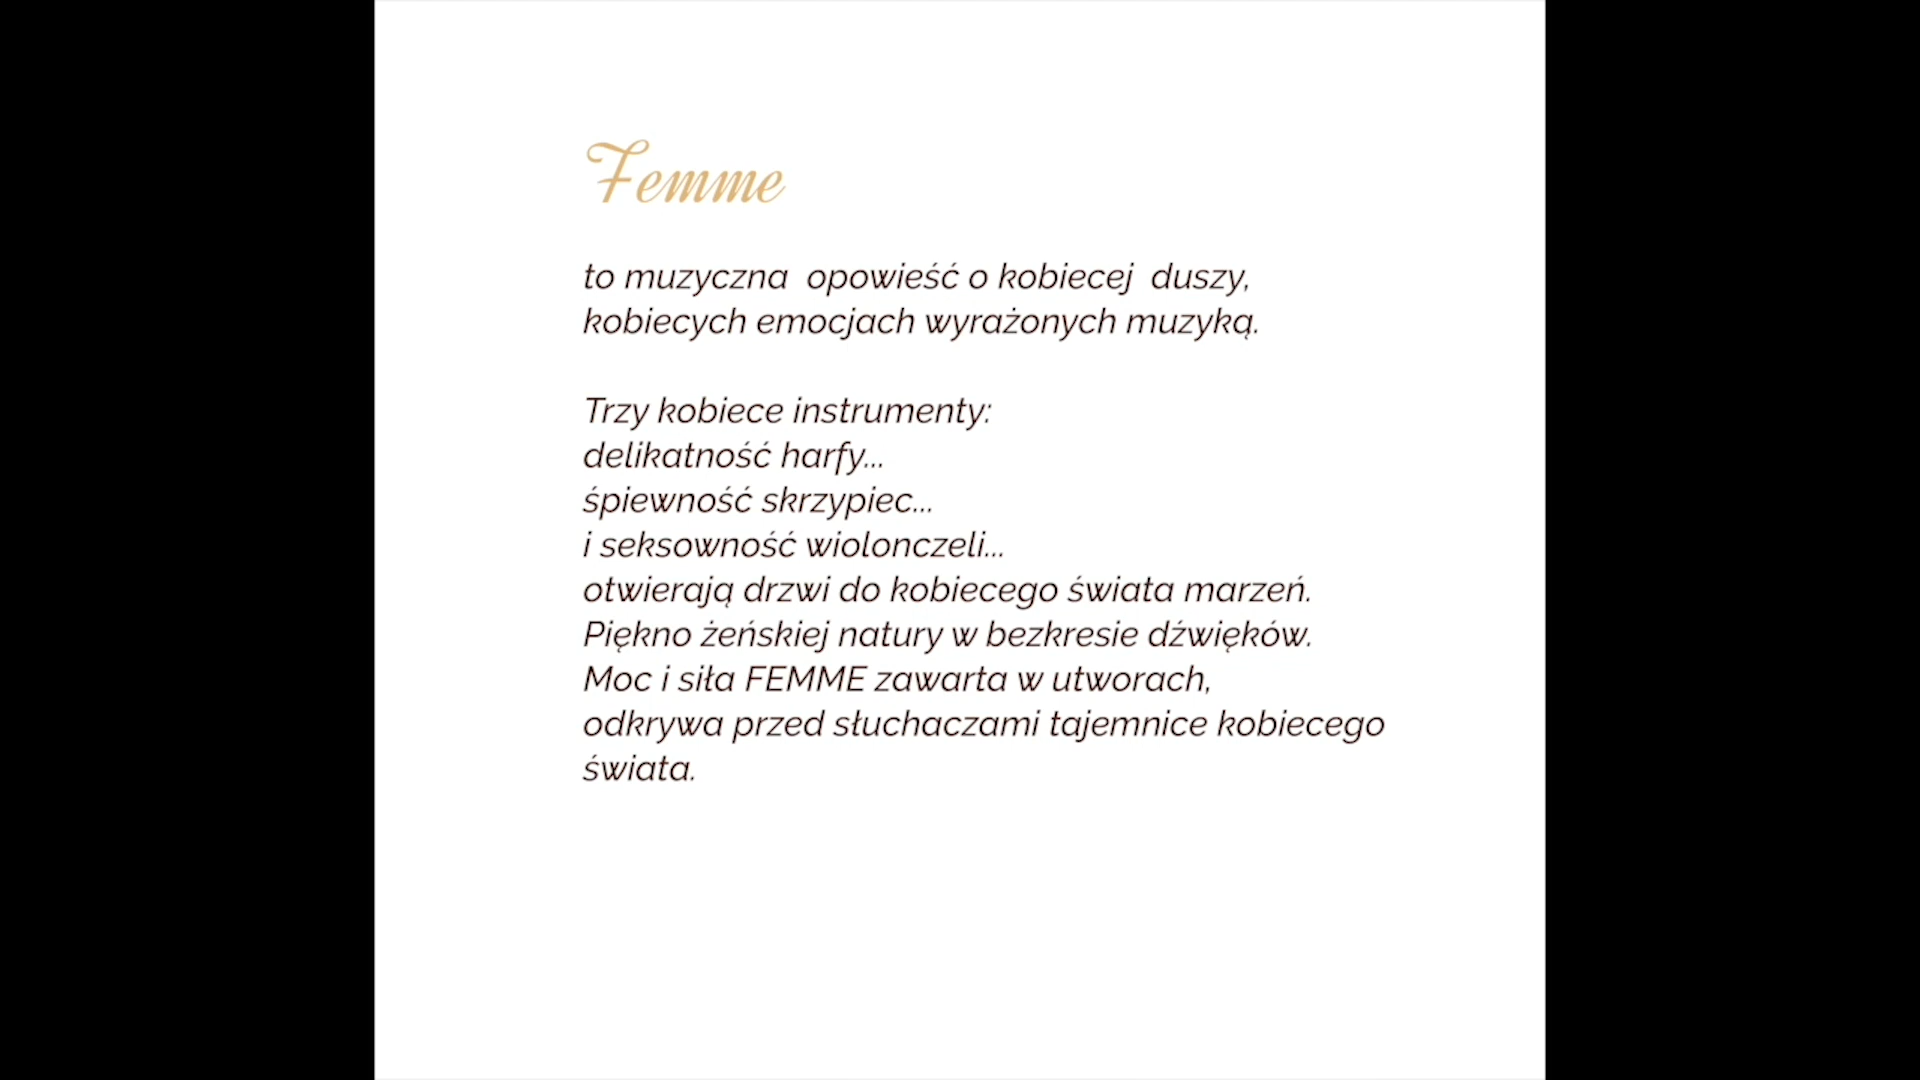 Femme
to muzyczna  opowieść o kobiecej  duszy,
kobiecych emocjach wyrażonych muzyką.
Trzy kobiece instrumenty:
delikatność harfy...
śpiewność skrzypiec...
i seksowność wiolonczeli...
otwierają drzwi do kobiecego świata marzeń.
Piękno żeńskiej natury w bezkresie dźwięków.
Moc i siła FEMME zawarta w utworach,
odkrywa przed słuchaczami tajemnice kobiecego
świata.